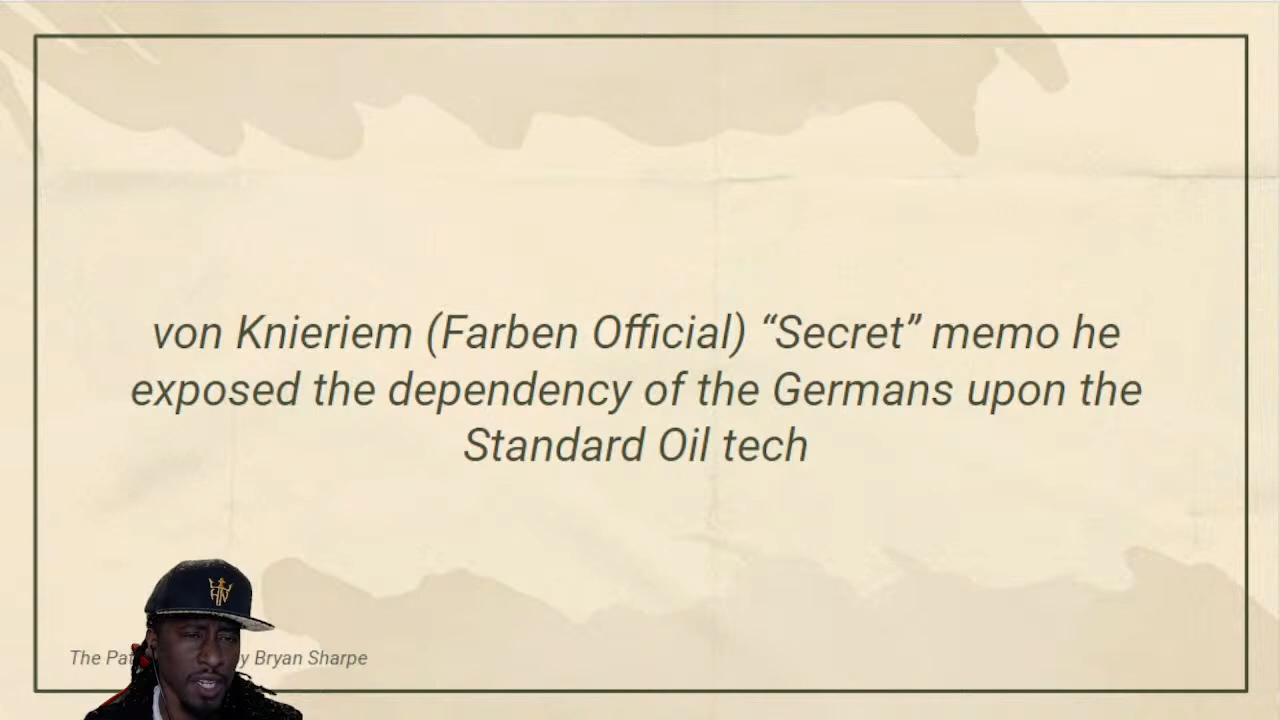 von Knieriem (Farben Official) “Secret” memo he
exposed the dependency of the Germans upon the
Standard Oil tech
The Pat y Bryan Sharpe